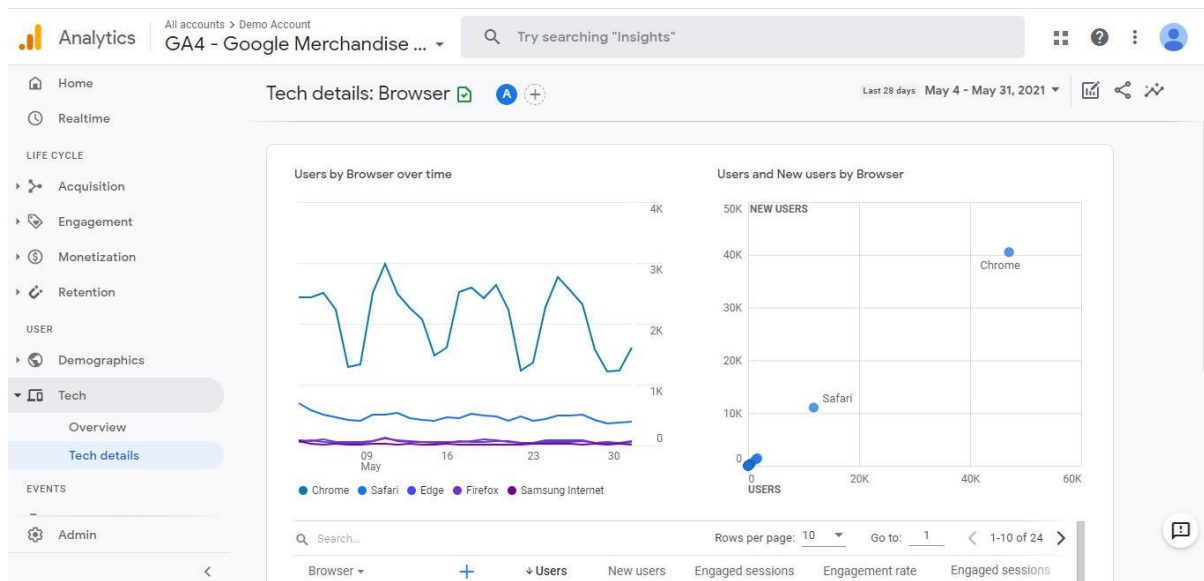 Analytics
All accounts > Demo Account
GA4 - Google Merchandise ...
Try searching "Insights"
Home
Realtime
LIFE CYCLE
Acquisition
Engagement
Monetization
Retention
USER
Demographics
Tech
Overview
Tech details
EVENTS
Admin
Tech details: Browser
A
Last 28 days May 4 - May 31, 2021
Users by Browser over time
4K
3K
2K
1K
0
09 May 16 23 30
Chrome Safari Edge Firefox Samsung Internet
Users and New users by Browser
50K NEW USERS
40K
30K
20K
10K
0
Chrome
Safari
0 20K 40K 60K
USERS
Search...
Rows per page: 10 Go to: 1 < 1-10 of 24 >
Browser + ↓ Users New users Engaged sessions Engagement rate Engaged sessions